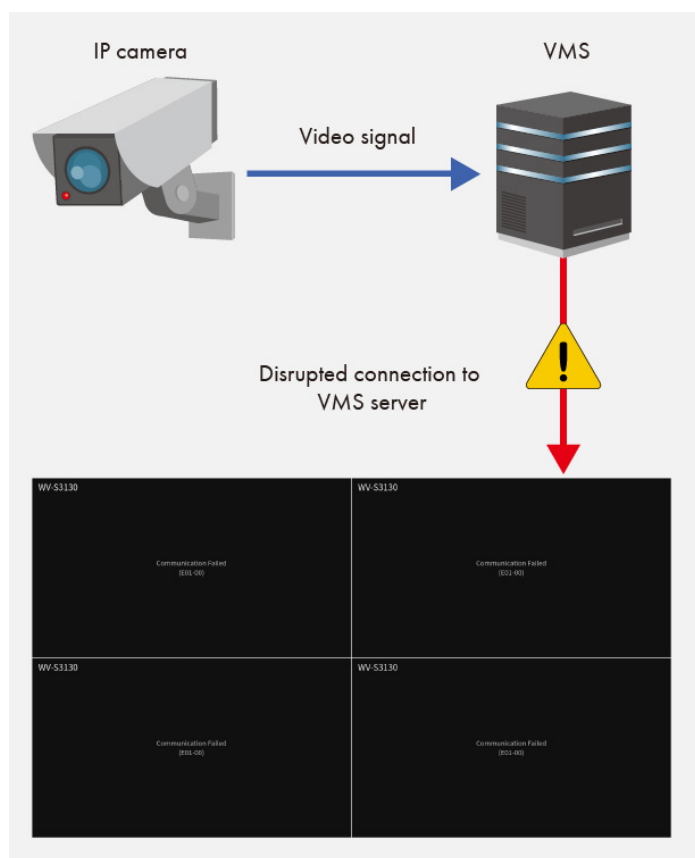 IP camera
VMS
Video signal
Disrupted connection to
VMS server
WV-S3130
WV-S3130
Communication Failed
(E01-00)
Communication Failed
(E01-00)
WV-S3130
WV-S3130
Communication Failed
(E01-00)
Communication Failed
(E01-00)